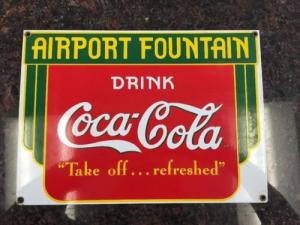 AIRPORT FOUNTAIN
DRINK
Coca-Cola
"Take off...refreshed"